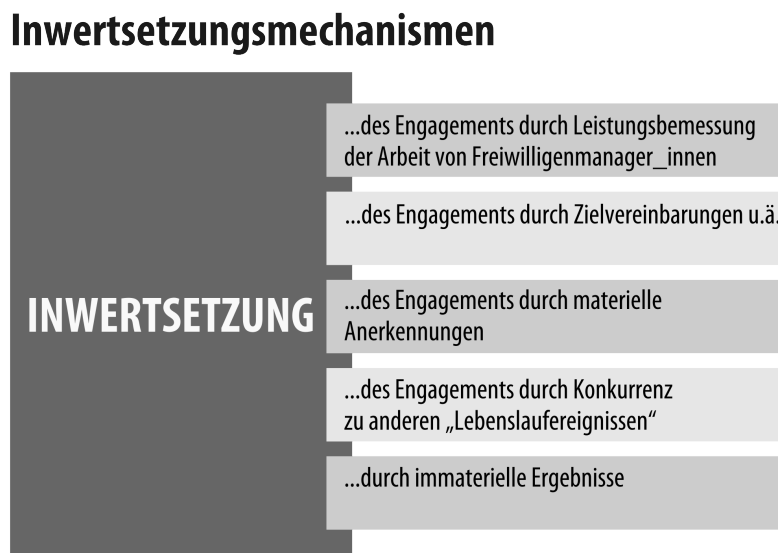 Inwertsetzungsmechanismen
INWERTSETZUNG
...des Engagements durch Leistungsbemessung
der Arbeit von Freiwilligenmanager_innen
...des Engagements durch Zielvereinbarungen u.ä.
...des Engagements durch materielle
Anerkennungen
...des Engagements durch Konkurrenz
zu anderen „Lebenslaufereignissen“
...durch immaterielle Ergebnisse